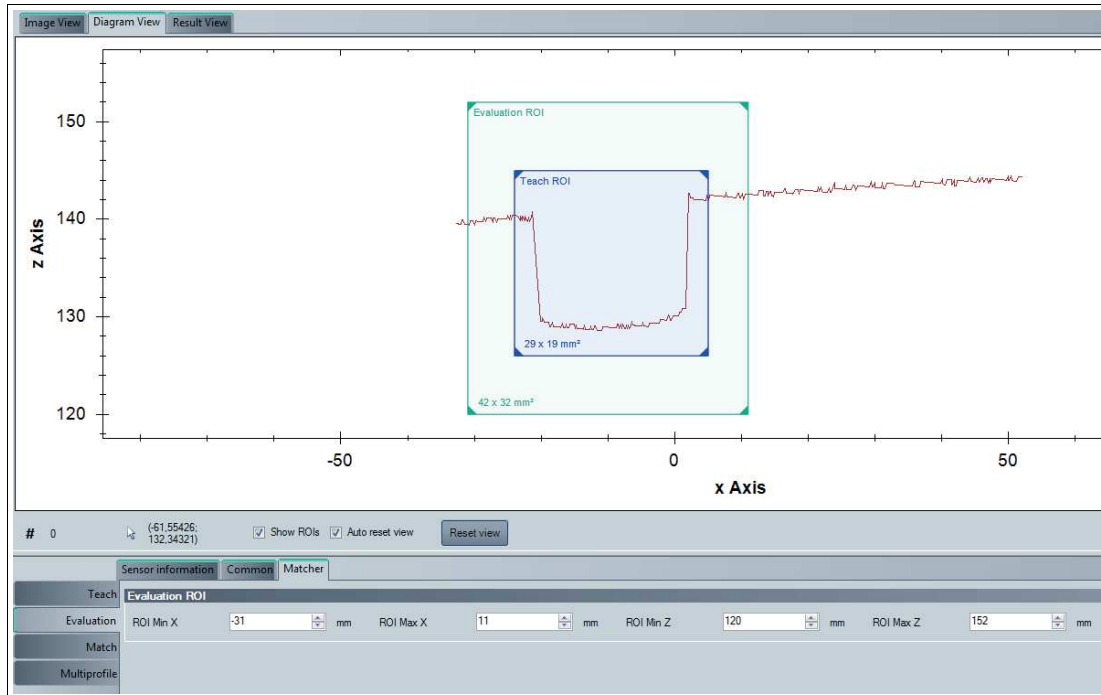 Image View Diagram View Result View
150
140
130
120
z Axis
Evaluation ROI
Teach ROI
29 x 19 mm²
42 x 32 mm²
-50 0 50
x Axis
# 0 (-61,55426; 132,34321) Show ROIs Auto reset view Reset view
Sensor information Common Matcher
Teach
Evaluation
Match
Multiprofile
Evaluation ROI
ROI Min X -31 mm ROI Max X 11 mm ROI Min Z 120 mm ROI Max Z 152 mm